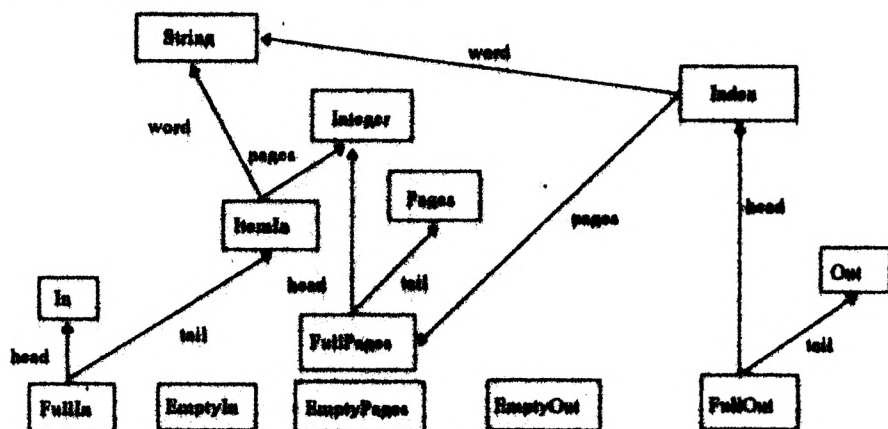 String
word
Index
Integer
word
pages
Pages
ItemIn
pages
head
Out
In
head
tail
tail
FullPages
tail
head
FullIn
EmptyIn
EmptyPages
EmptyOut
FullOut